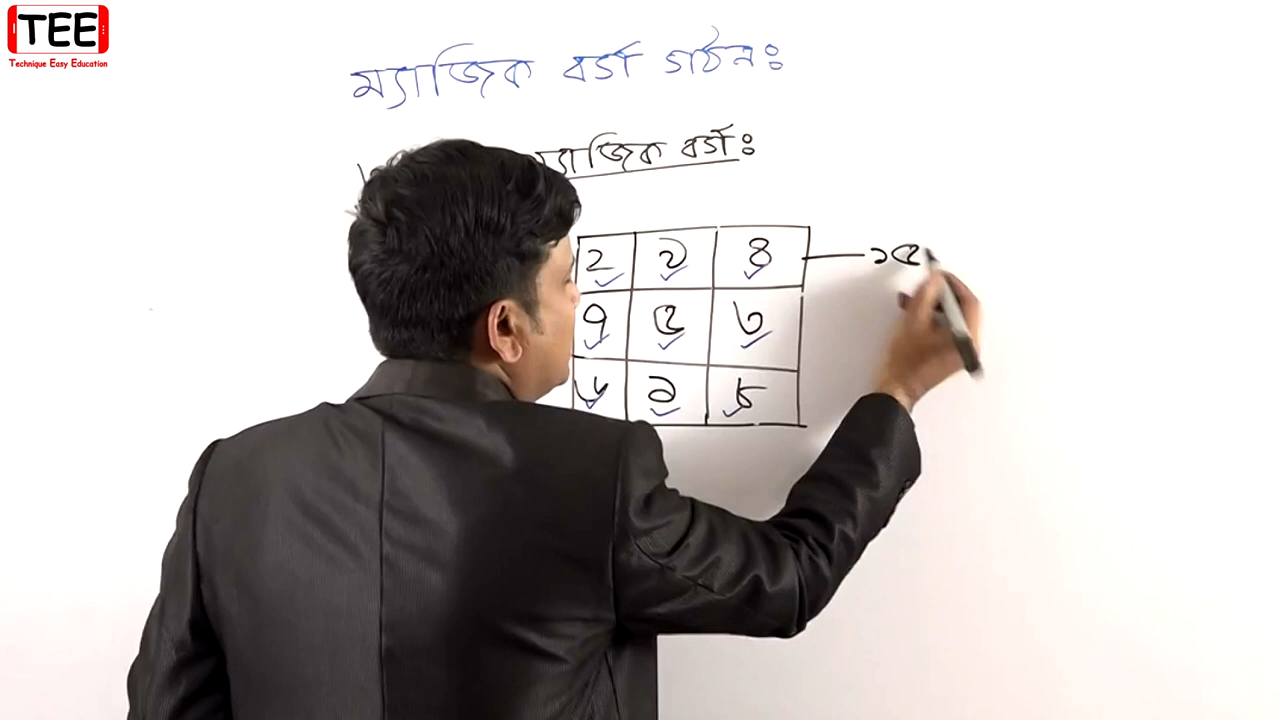 TEE
Technique Easy Education
ম্যাজিক বর্গ গঠনঃ
ম্যাজিক বর্গঃ
২ ৯ ৪ — ১৫
৭ ৫ ৩
৬ ১ ৮